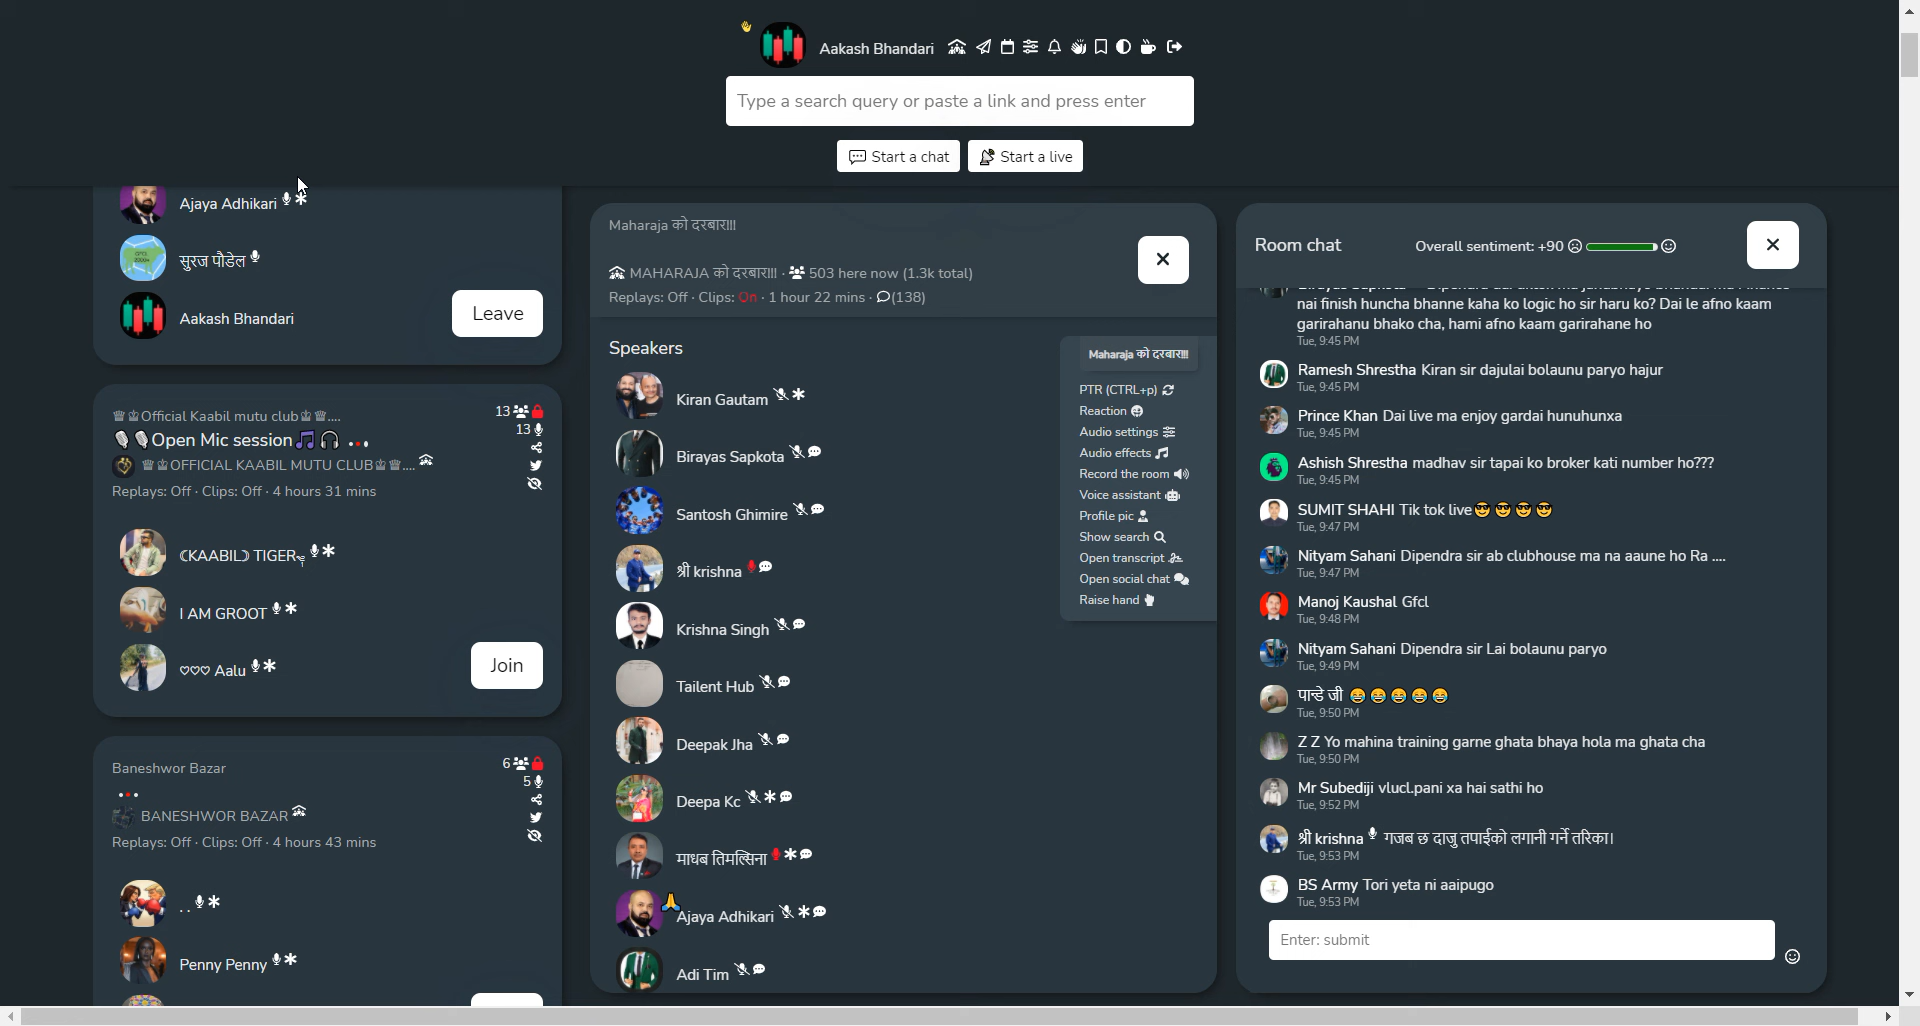 Aakash Bhandari
Type a search query or paste a link and press enter
Start a chat
Start a live
Ajaya Adhikari
सुरज पौडेल
Aakash Bhandari
Leave
♕♔Official Kaabil mutu club♔♕....
13
🎙️🎙️Open Mic session🎵🎧
13
♕♔OFFICIAL KAABIL MUTU CLUB♔♕....
Replays: Off · Clips: Off · 4 hours 31 mins
☾KAABIL☽ TIGER
I AM GROOT
♡♡♡ Aalu
Join
Baneshwor Bazar
6
5
BANESHWOR BAZAR
Replays: Off · Clips: Off · 4 hours 43 mins
. .
Penny Penny
Maharaja को दरबार!!!
MAHARAJA को दरबार!!! · 503 here now (1.3k total)
Replays: Off · Clips: On · 1 hour 22 mins · (138)
Speakers
Kiran Gautam
Birayas Sapkota
Santosh Ghimire
श्री krishna
Krishna Singh
Tailent Hub
Deepak Jha
Deepa Kc
माधब तिमल्सिना
🙏
Ajaya Adhikari
Adi Tim
Maharaja को दरबार!!!
PTR (CTRL+p)
Reaction
Audio settings
Audio effects
Record the room
Voice assistant
Profile pic
Show search
Open transcript
Open social chat
Raise hand
Room chat
Overall sentiment: +90
nai finish huncha bhanne kaha ko logic ho sir haru ko? Dai le afno kaam
garirahanu bhako cha, hami afno kaam garirahane ho
Tue, 9:45 PM
Ramesh Shrestha Kiran sir dajulai bolaunu paryo hajur
Tue, 9:45 PM
Prince Khan Dai live ma enjoy gardai hunuhunxa
Tue, 9:45 PM
Ashish Shrestha madhav sir tapai ko broker kati number ho???
Tue, 9:45 PM
SUMIT SHAHI Tik tok live😎😎😎😎
Tue, 9:47 PM
Nityam Sahani Dipendra sir ab clubhouse ma na aaune ho Ra ....
Tue, 9:47 PM
Manoj Kaushal Gfcl
Tue, 9:48 PM
Nityam Sahani Dipendra sir Lai bolaunu paryo
Tue, 9:49 PM
पान्डे जी 😂😂😂😂😂
Tue, 9:50 PM
Z Z Yo mahina training garne ghata bhaya hola ma ghata cha
Tue, 9:50 PM
Mr Subediji vlucl.pani xa hai sathi ho
Tue, 9:52 PM
श्री krishna गजब छ दाजु तपाईंको लगानी गर्ने तरिका।
Tue, 9:53 PM
BS Army Tori yeta ni aaipugo
Tue, 9:53 PM
Enter: submit